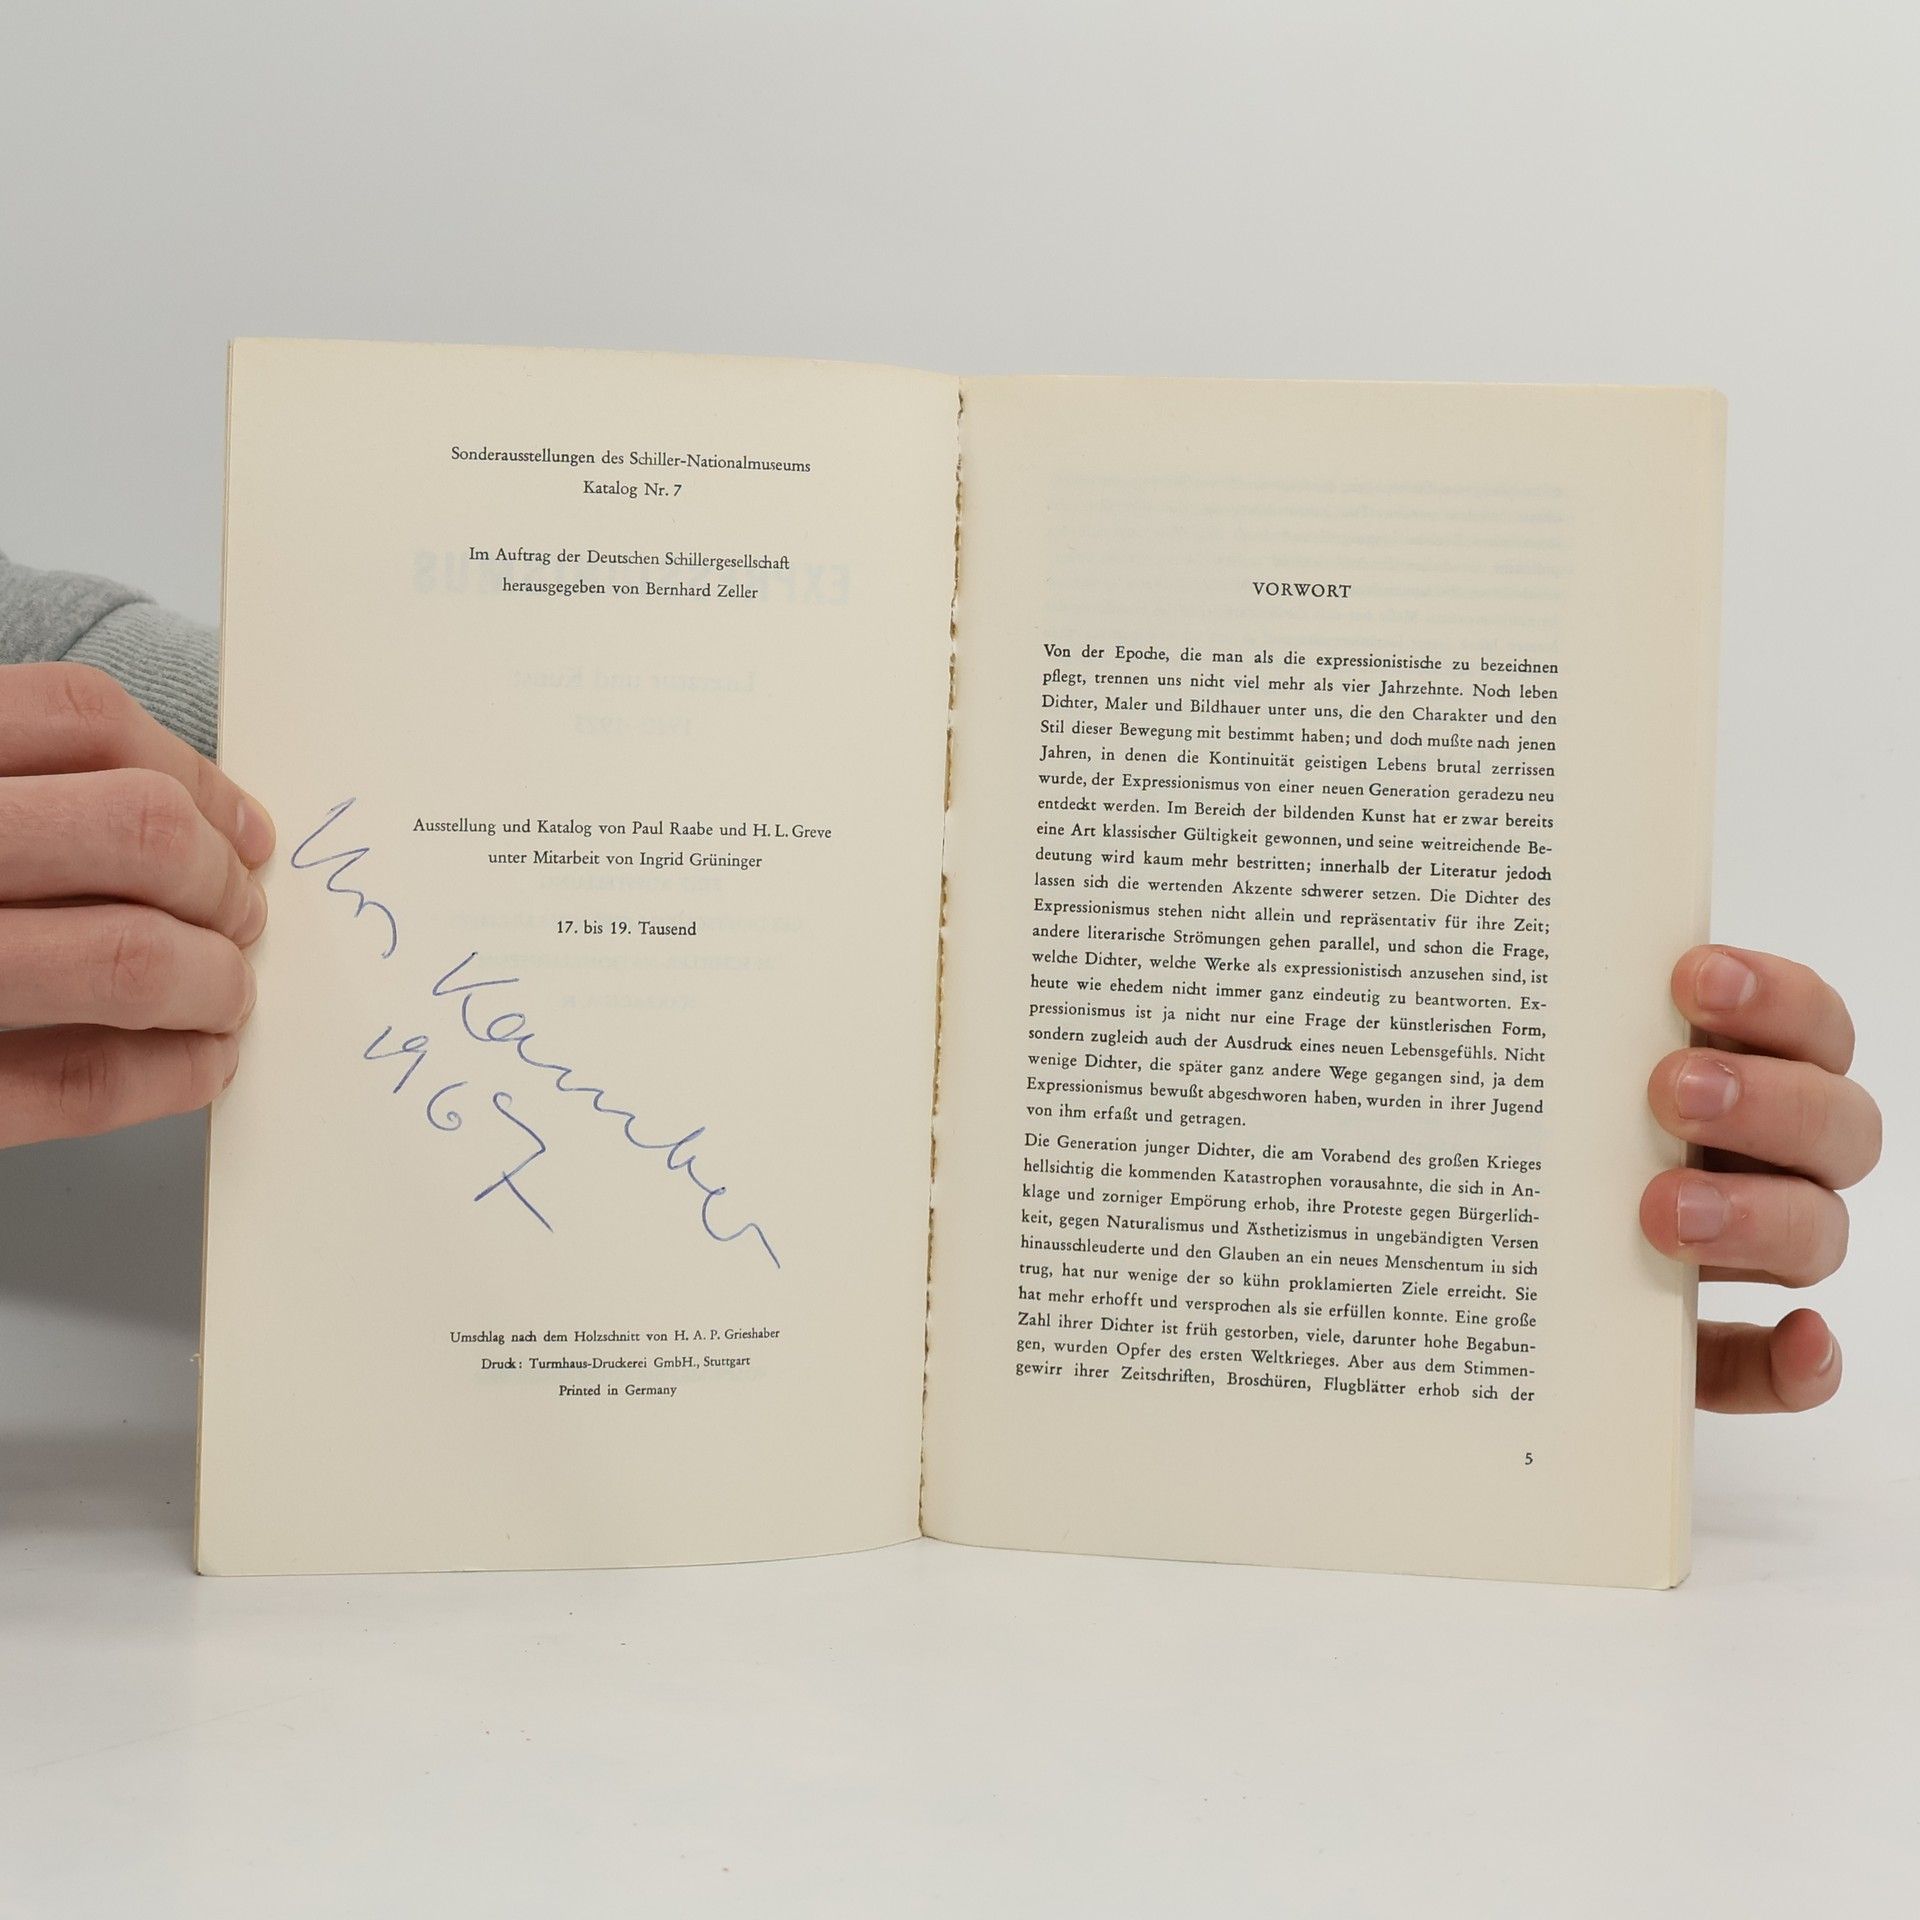 Sonderausstellungen des Schiller-Nationalmuseums
Katalog Nr. 7
Im Auftrag der Deutschen Schillergesellschaft
herausgegeben von Bernhard Zeller
Ausstellung und Katalog von Paul Raabe und H. L. Greve
unter Mitarbeit von Ingrid Grüninger
17. bis 19. Tausend
1967
Umschlag nach dem Holzschnitt von H. A. P. Grieshaber
Druck: Turmhaus-Druckerei GmbH., Stuttgart
Printed in Germany
VORWORT
Von der Epoche, die man als die expressionistische zu bezeichnen
pflegt, trennen uns nicht viel mehr als vier Jahrzehnte. Noch leben
Dichter, Maler und Bildhauer unter uns, die den Charakter und den
Stil dieser Bewegung mit bestimmt haben; und doch mußte nach jenen
Jahren, in denen die Kontinuität geistigen Lebens brutal zerrissen
wurde, der Expressionismus von einer neuen Generation geradezu neu
entdeckt werden. Im Bereich der bildenden Kunst hat er zwar bereits
eine Art klassischer Gültigkeit gewonnen, und seine weitreichende Be-
deutung wird kaum mehr bestritten; innerhalb der Literatur jedoch
lassen sich die wertenden Akzente schwerer setzen. Die Dichter des
Expressionismus stehen nicht allein und repräsentativ für ihre Zeit;
andere literarische Strömungen gehen parallel, und schon die Frage,
welche Dichter, welche Werke als expressionistisch anzusehen sind, ist
heute wie ehedem nicht immer ganz eindeutig zu beantworten. Ex-
pressionismus ist ja nicht nur eine Frage der künstlerischen Form,
sondern zugleich auch der Ausdruck eines neuen Lebensgefühls. Nicht
wenige Dichter, die später ganz andere Wege gegangen sind, ja dem
Expressionismus bewußt abgeschworen haben, wurden in ihrer Jugend
von ihm erfaßt und getragen.
Die Generation junger Dichter, die am Vorabend des großen Krieges
hellsichtig die kommenden Katastrophen vorausahnte, die sich in An-
klage und zorniger Empörung erhob, ihre Proteste gegen Bürgerlich-
keit, gegen Naturalismus und Ästhetizismus in ungebändigten Versen
hinausschleuderte und den Glauben an ein neues Menschentum in sich
trug, hat nur wenige der so kühn proklamierten Ziele erreicht. Sie
hat mehr erhofft und versprochen als sie erfüllen konnte. Eine große
Zahl ihrer Dichter ist früh gestorben, viele, darunter hohe Begabun-
gen, wurden Opfer des ersten Weltkrieges. Aber aus dem Stimmen-
gewirr ihrer Zeitschriften, Broschüren, Flugblätter erhob sich der
5